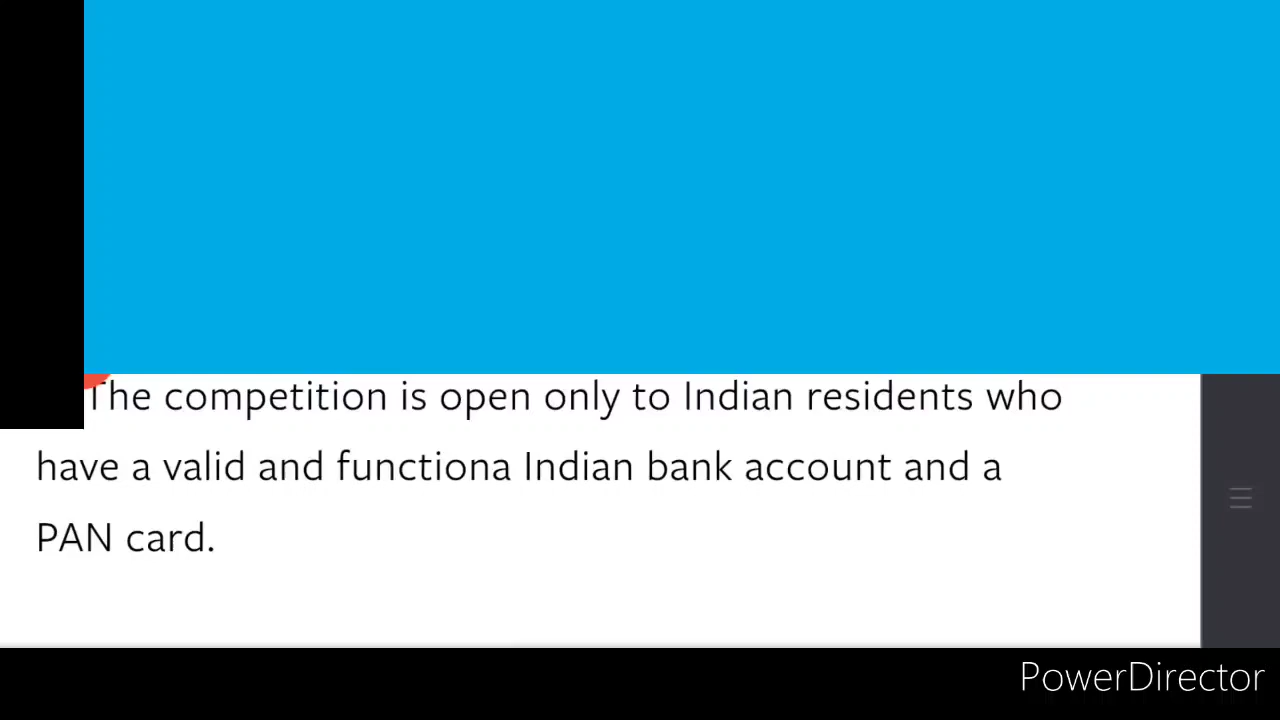 The competition is open only to Indian residents who
have a valid and functiona Indian bank account and a
PAN card.
PowerDirector